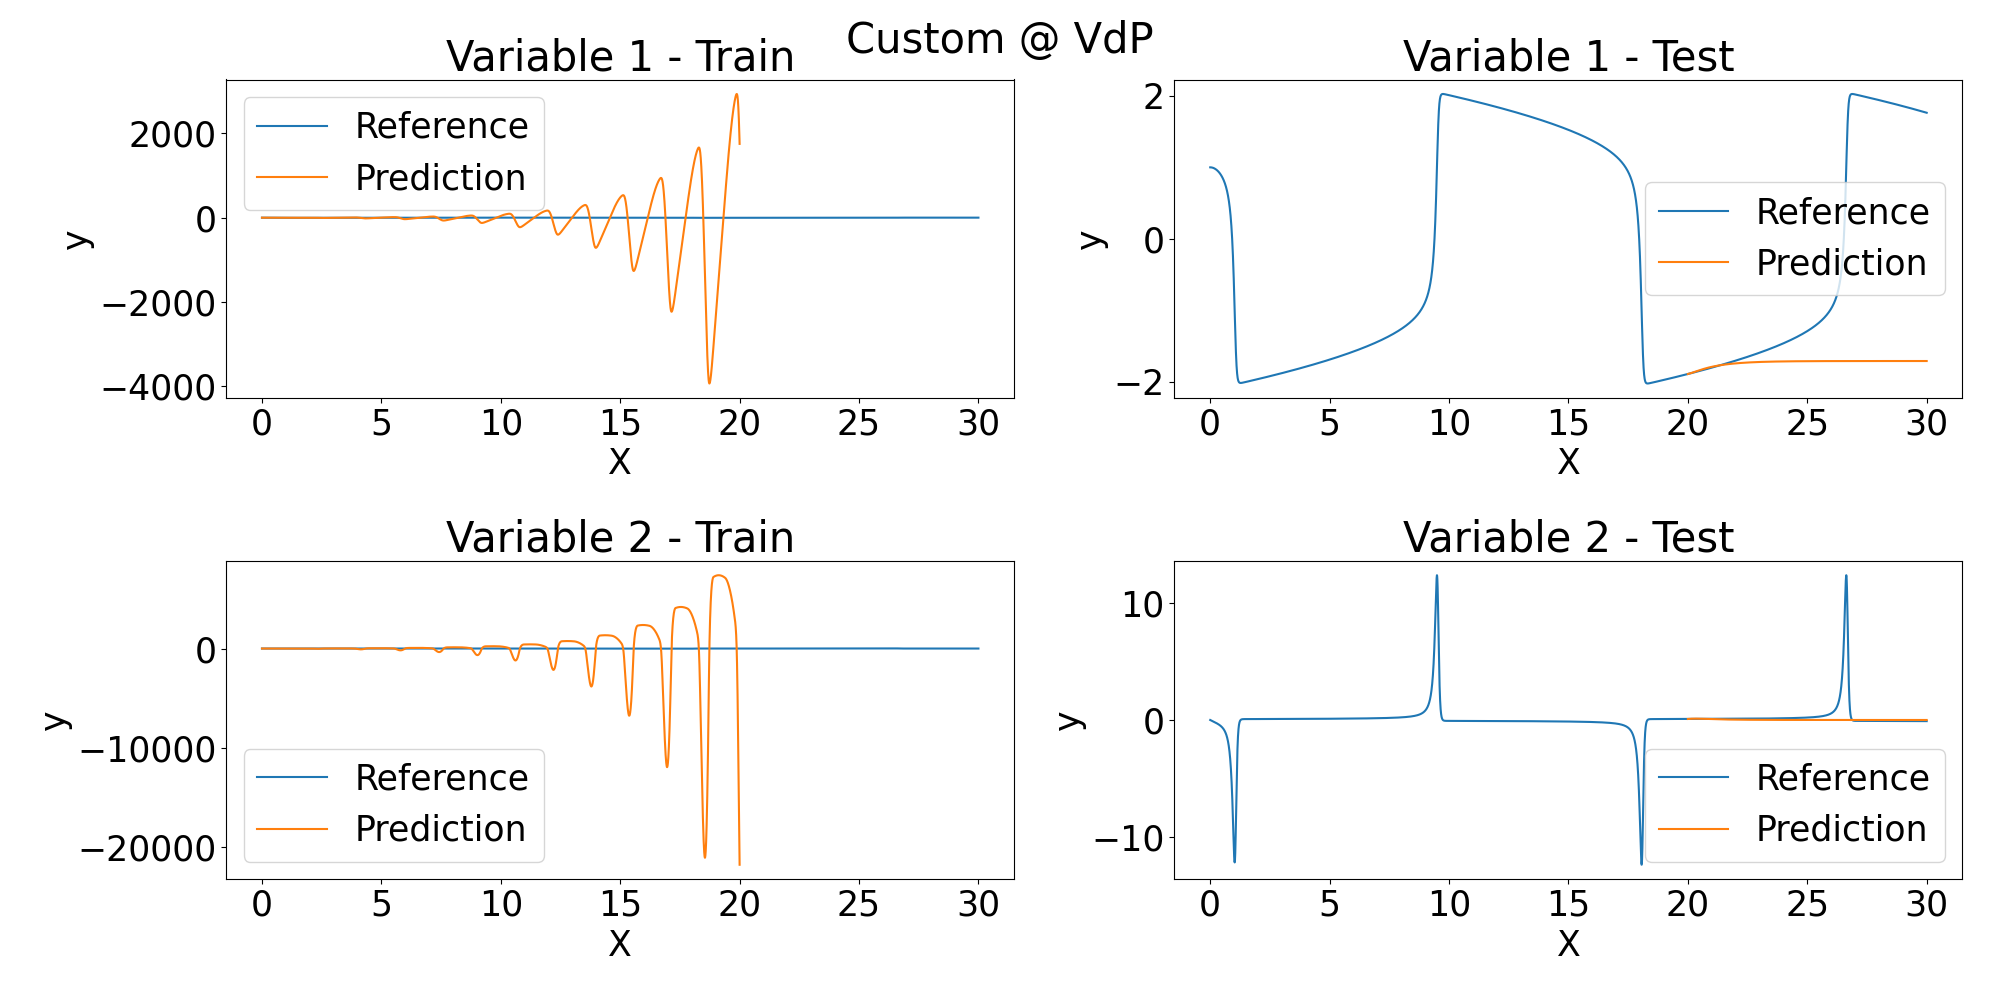 Custom @ VdP
Variable 1 - Train
2000
0
−2000
−4000
y
Reference
Prediction
0 5 10 15 20 25 30
X
Variable 1 - Test
2
0
−2
y
Reference
Prediction
0 5 10 15 20 25 30
X
Variable 2 - Train
0
−10000
−20000
y
Reference
Prediction
0 5 10 15 20 25 30
X
Variable 2 - Test
10
0
−10
y
Reference
Prediction
0 5 10 15 20 25 30
X